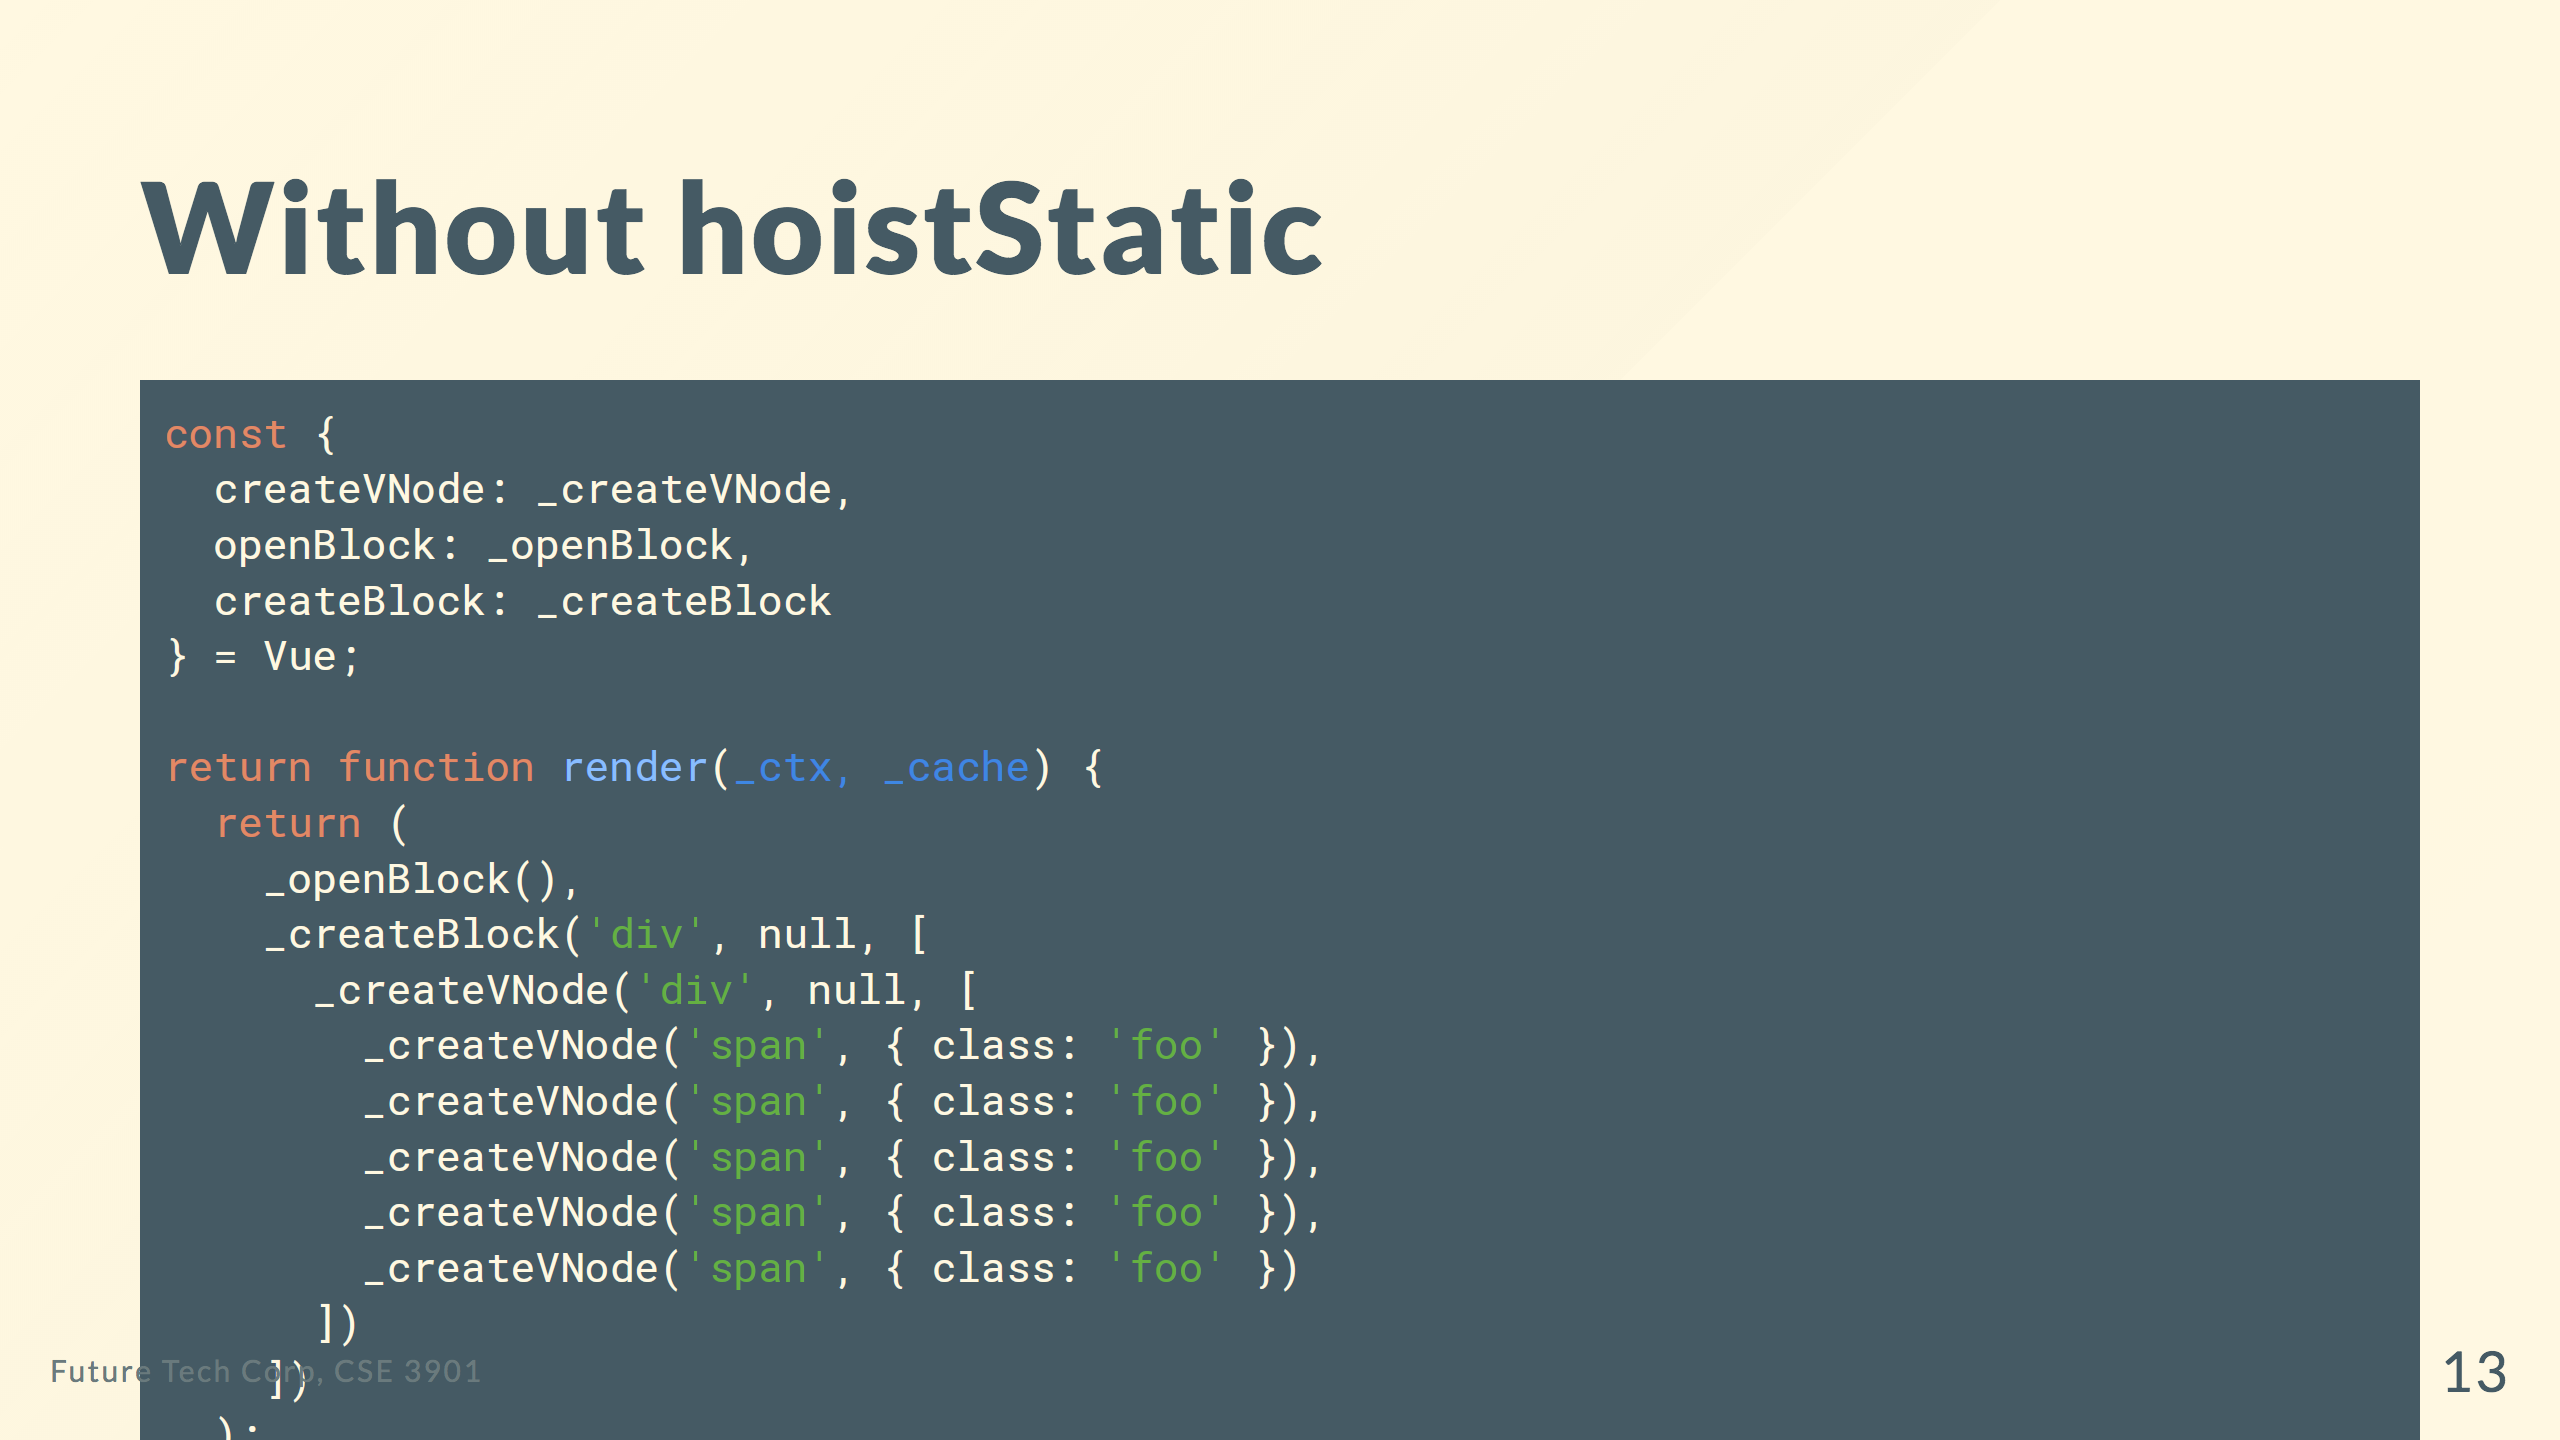 Without hoistStatic
const {
  createVNode: _createVNode,
  openBlock: _openBlock,
  createBlock: _createBlock
} = Vue;

return function render(_ctx, _cache) {
  return (
    _openBlock(),
    _createBlock('div', null, [
      _createVNode('div', null, [
        _createVNode('span', { class: 'foo' }),
        _createVNode('span', { class: 'foo' }),
        _createVNode('span', { class: 'foo' }),
        _createVNode('span', { class: 'foo' }),
        _createVNode('span', { class: 'foo' })
      ])
    ])
  );
Future Tech Corp, CSE 3901
13